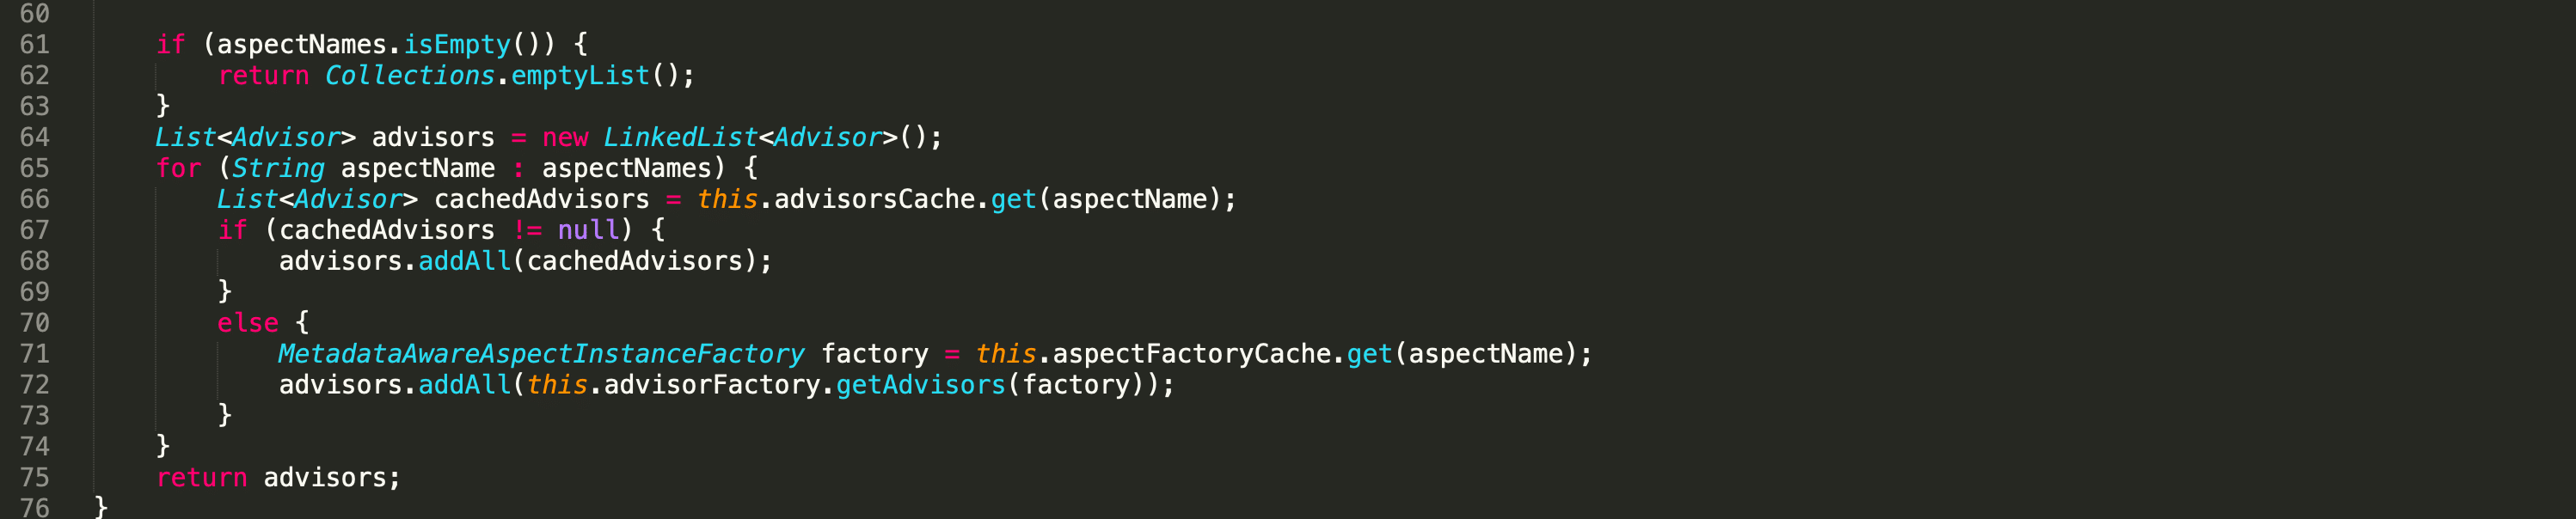 60
61 if (aspectNames.isEmpty()) {
62 return Collections.emptyList();
63 }
64 List<Advisor> advisors = new LinkedList<Advisor>();
65 for (String aspectName : aspectNames) {
66 List<Advisor> cachedAdvisors = this.advisorsCache.get(aspectName);
67 if (cachedAdvisors != null) {
68 advisors.addAll(cachedAdvisors);
69 }
70 else {
71 MetadataAwareAspectInstanceFactory factory = this.aspectFactoryCache.get(aspectName);
72 advisors.addAll(this.advisorFactory.getAdvisors(factory));
73 }
74 }
75 return advisors;
76 }